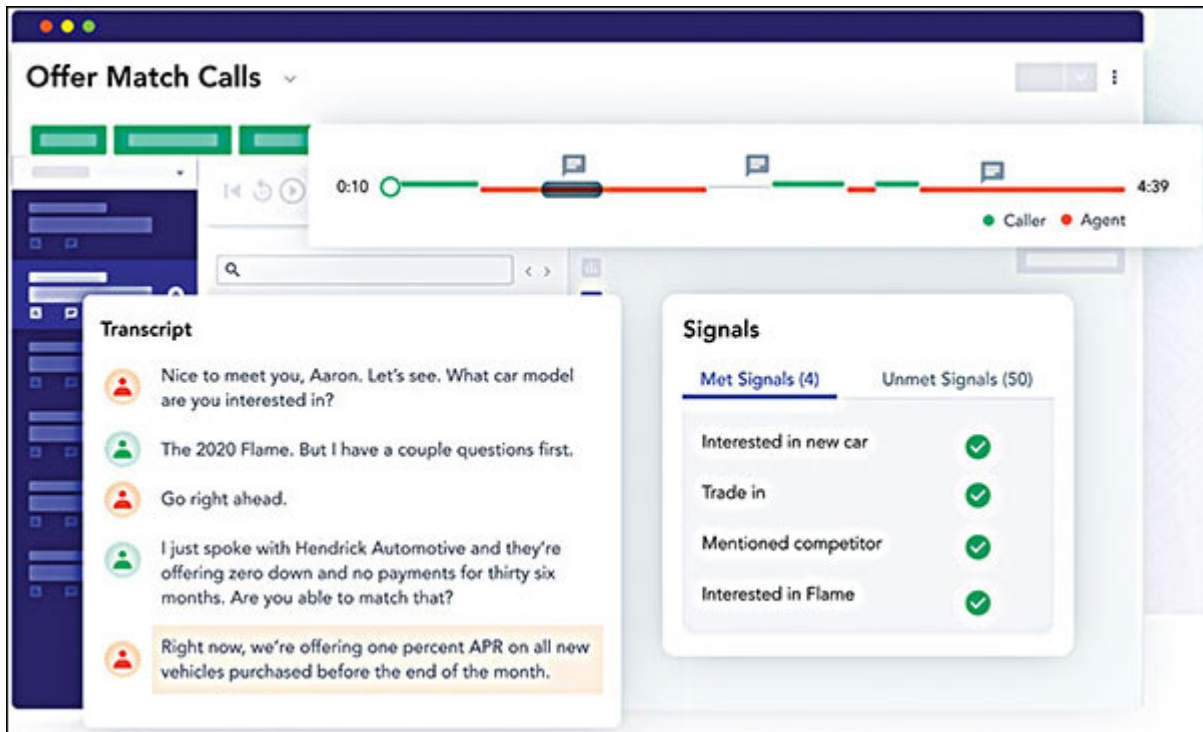 Offer Match Calls
0:10
4:39
Caller
Agent
Transcript
Nice to meet you, Aaron. Let's see. What car model
are you interested in?
The 2020 Flame. But I have a couple questions first.
Go right ahead.
I just spoke with Hendrick Automotive and they're
offering zero down and no payments for thirty six
months. Are you able to match that?
Right now, we're offering one percent APR on all new
vehicles purchased before the end of the month.
Signals
Met Signals (4)
Unmet Signals (50)
Interested in new car
Trade in
Mentioned competitor
Interested in Flame